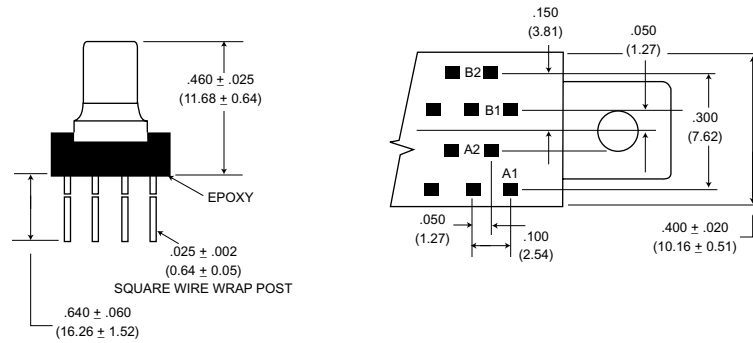 .460 ± .025
(11.68 ± 0.64)
EPOXY
.025 ± .002
(0.64 ± 0.05)
SQUARE WIRE WRAP POST
.640 ± .060
(16.26 ± 1.52)
.150
(3.81)
.050
(1.27)
B2
B1
.300
(7.62)
A2
A1
.050
(1.27)
.100
(2.54)
.400 ± .020
(10.16 ± 0.51)